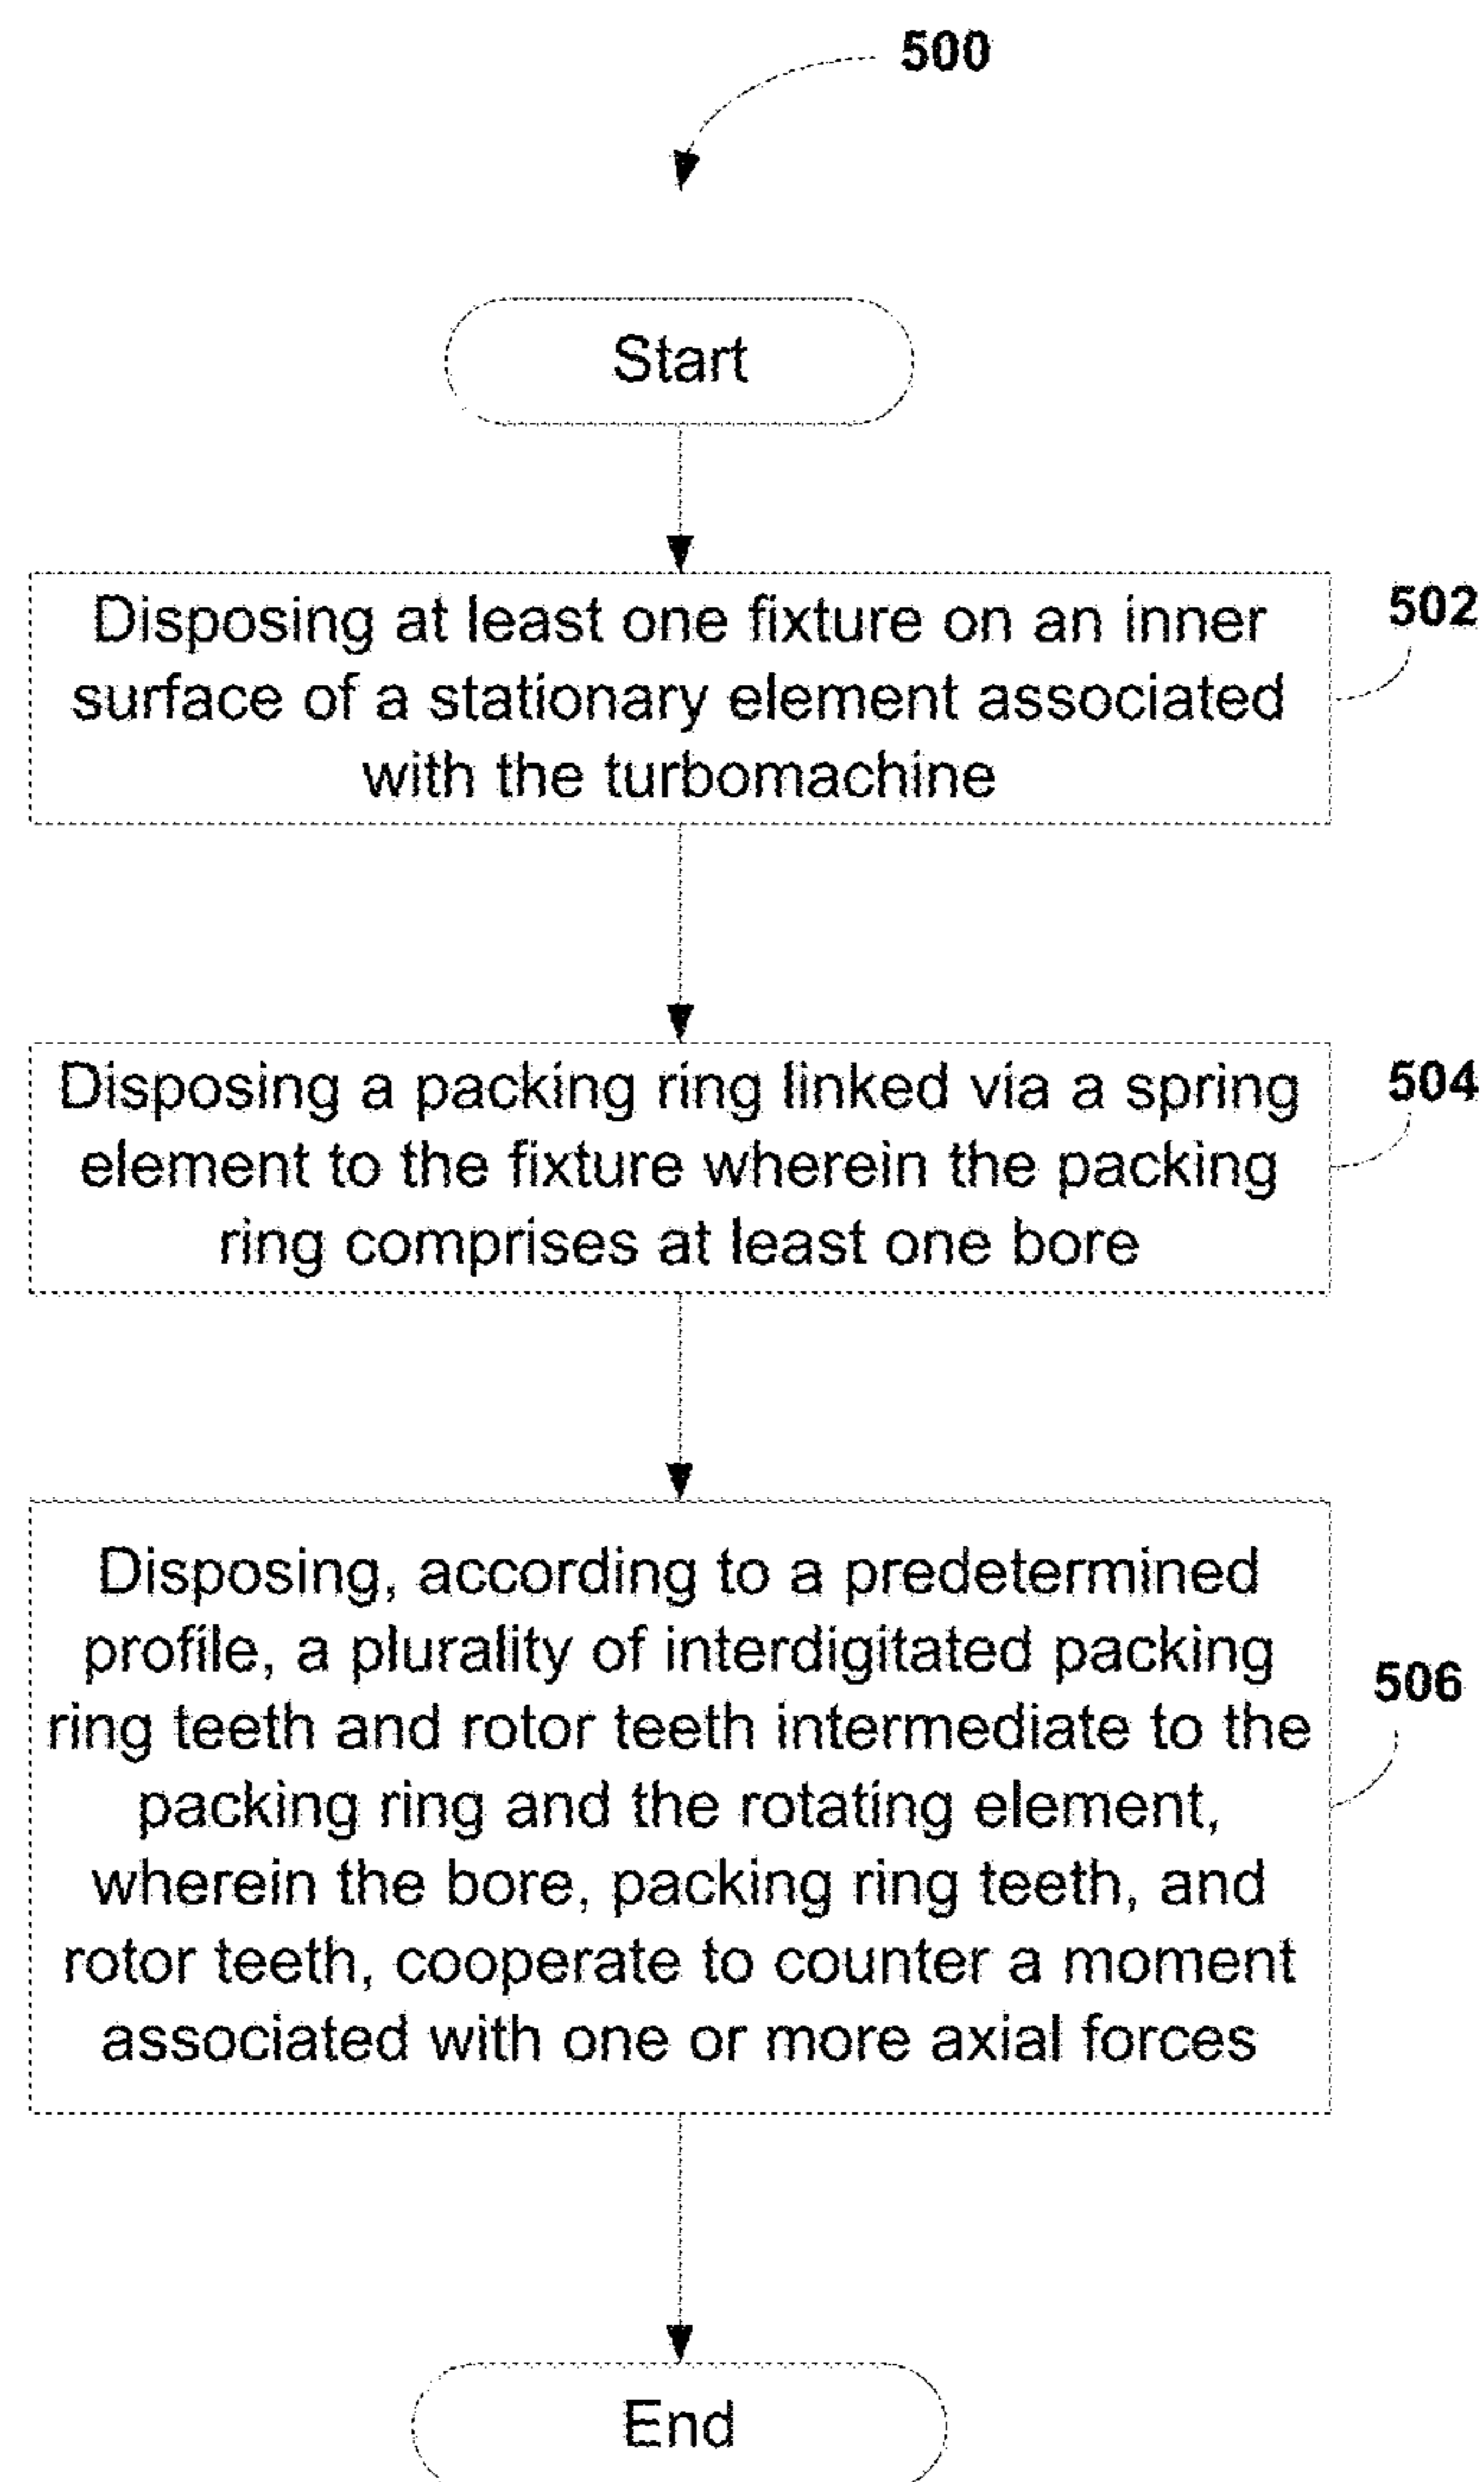 500
Start
Disposing at least one fixture on an inner
surface of a stationary element associated
with the turbomachine
502
Disposing a packing ring linked via a spring
element to the fixture wherein the packing
ring comprises at least one bore
504
Disposing, according to a predetermined
profile, a plurality of interdigitated packing
ring teeth and rotor teeth intermediate to the
packing ring and the rotating element,
wherein the bore, packing ring teeth, and
rotor teeth, cooperate to counter a moment
associated with one or more axial forces
506
End